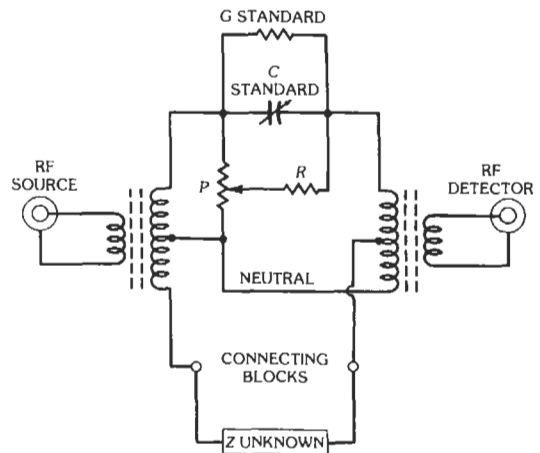 G STANDARD
C
STANDARD
RF
SOURCE
P
R
RF
DETECTOR
NEUTRAL
CONNECTING
BLOCKS
Z UNKNOWN